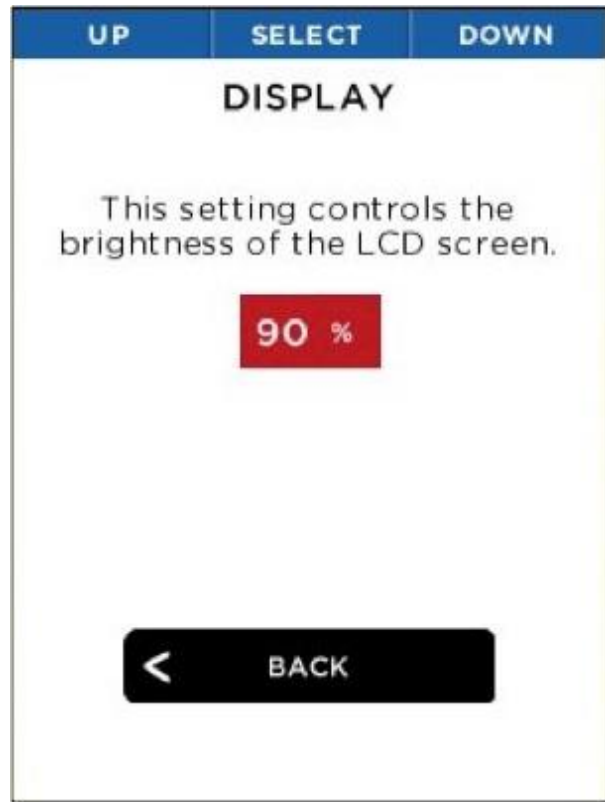 UP SELECT DOWN
DISPLAY
This setting controls the
brightness of the LCD screen.
90 %
< BACK